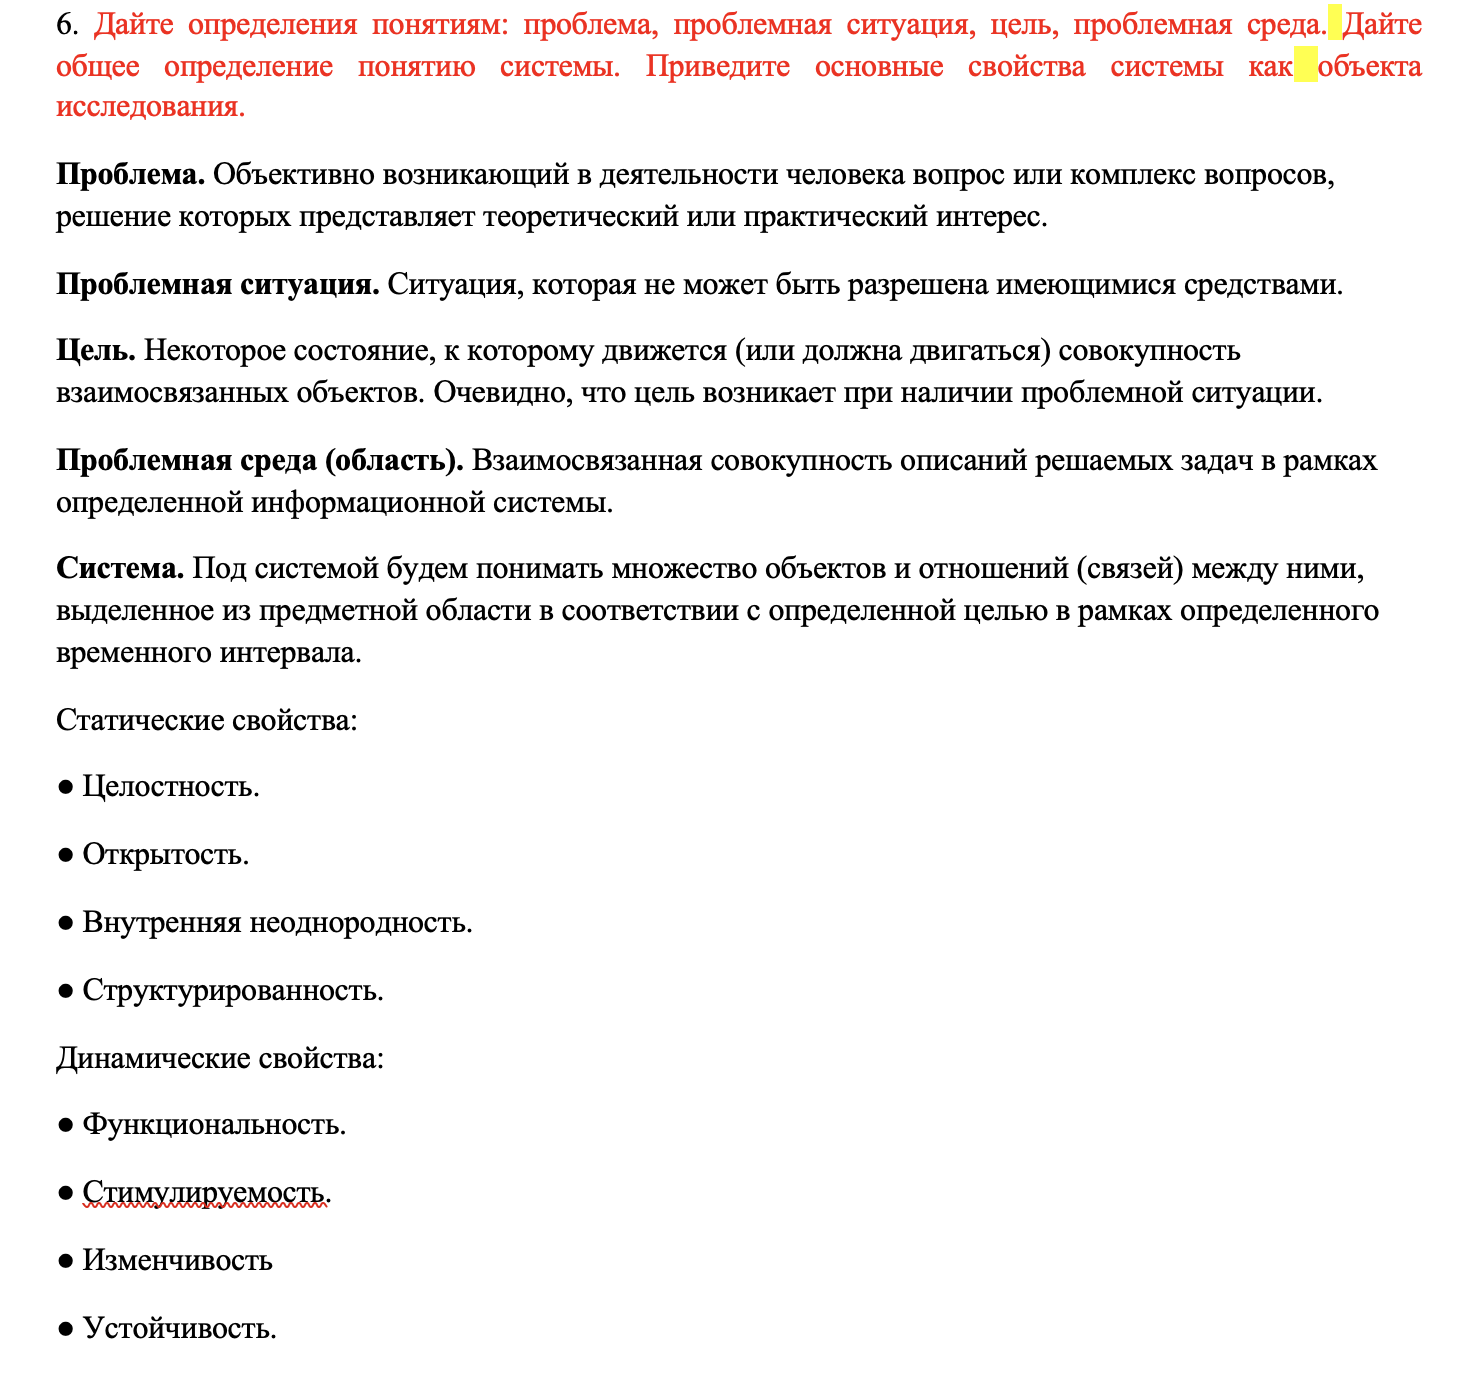 6. Дайте определения понятиям: проблема, проблемная ситуация, цель, проблемная среда. Дайте
общее определение понятию системы. Приведите основные свойства системы как объекта
исследования.
Проблема. Объективно возникающий в деятельности человека вопрос или комплекс вопросов,
решение которых представляет теоретический или практический интерес.
Проблемная ситуация. Ситуация, которая не может быть разрешена имеющимися средствами.
Цель. Некоторое состояние, к которому движется (или должна двигаться) совокупность
взаимосвязанных объектов. Очевидно, что цель возникает при наличии проблемной ситуации.
Проблемная среда (область). Взаимосвязанная совокупность описаний решаемых задач в рамках
определенной информационной системы.
Система. Под системой будем понимать множество объектов и отношений (связей) между ними,
выделенное из предметной области в соответствии с определенной целью в рамках определенного
временного интервала.
Статические свойства:
● Целостность.
● Открытость.
● Внутренняя неоднородность.
● Структурированность.
Динамические свойства:
● Функциональность.
● Стимулируемость.
● Изменчивость
● Устойчивость.